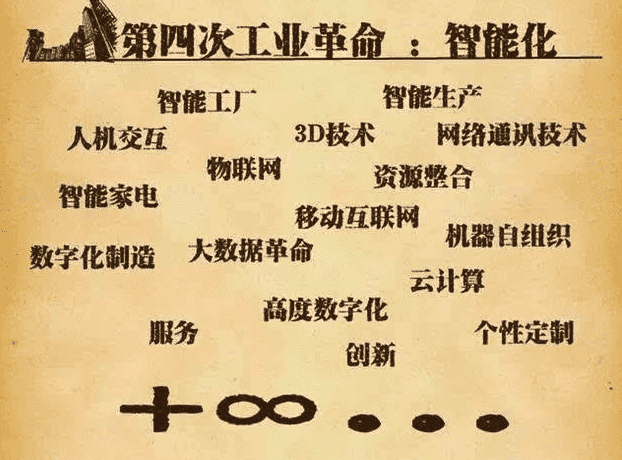 第四次工业革命 ：智能化
智能工厂
智能生产
人机交互
3D技术
网络通讯技术
物联网
资源整合
智能家电
移动互联网
机器自组织
数字化制造
大数据革命
云计算
高度数字化
服务
创新
个性定制
+∞...